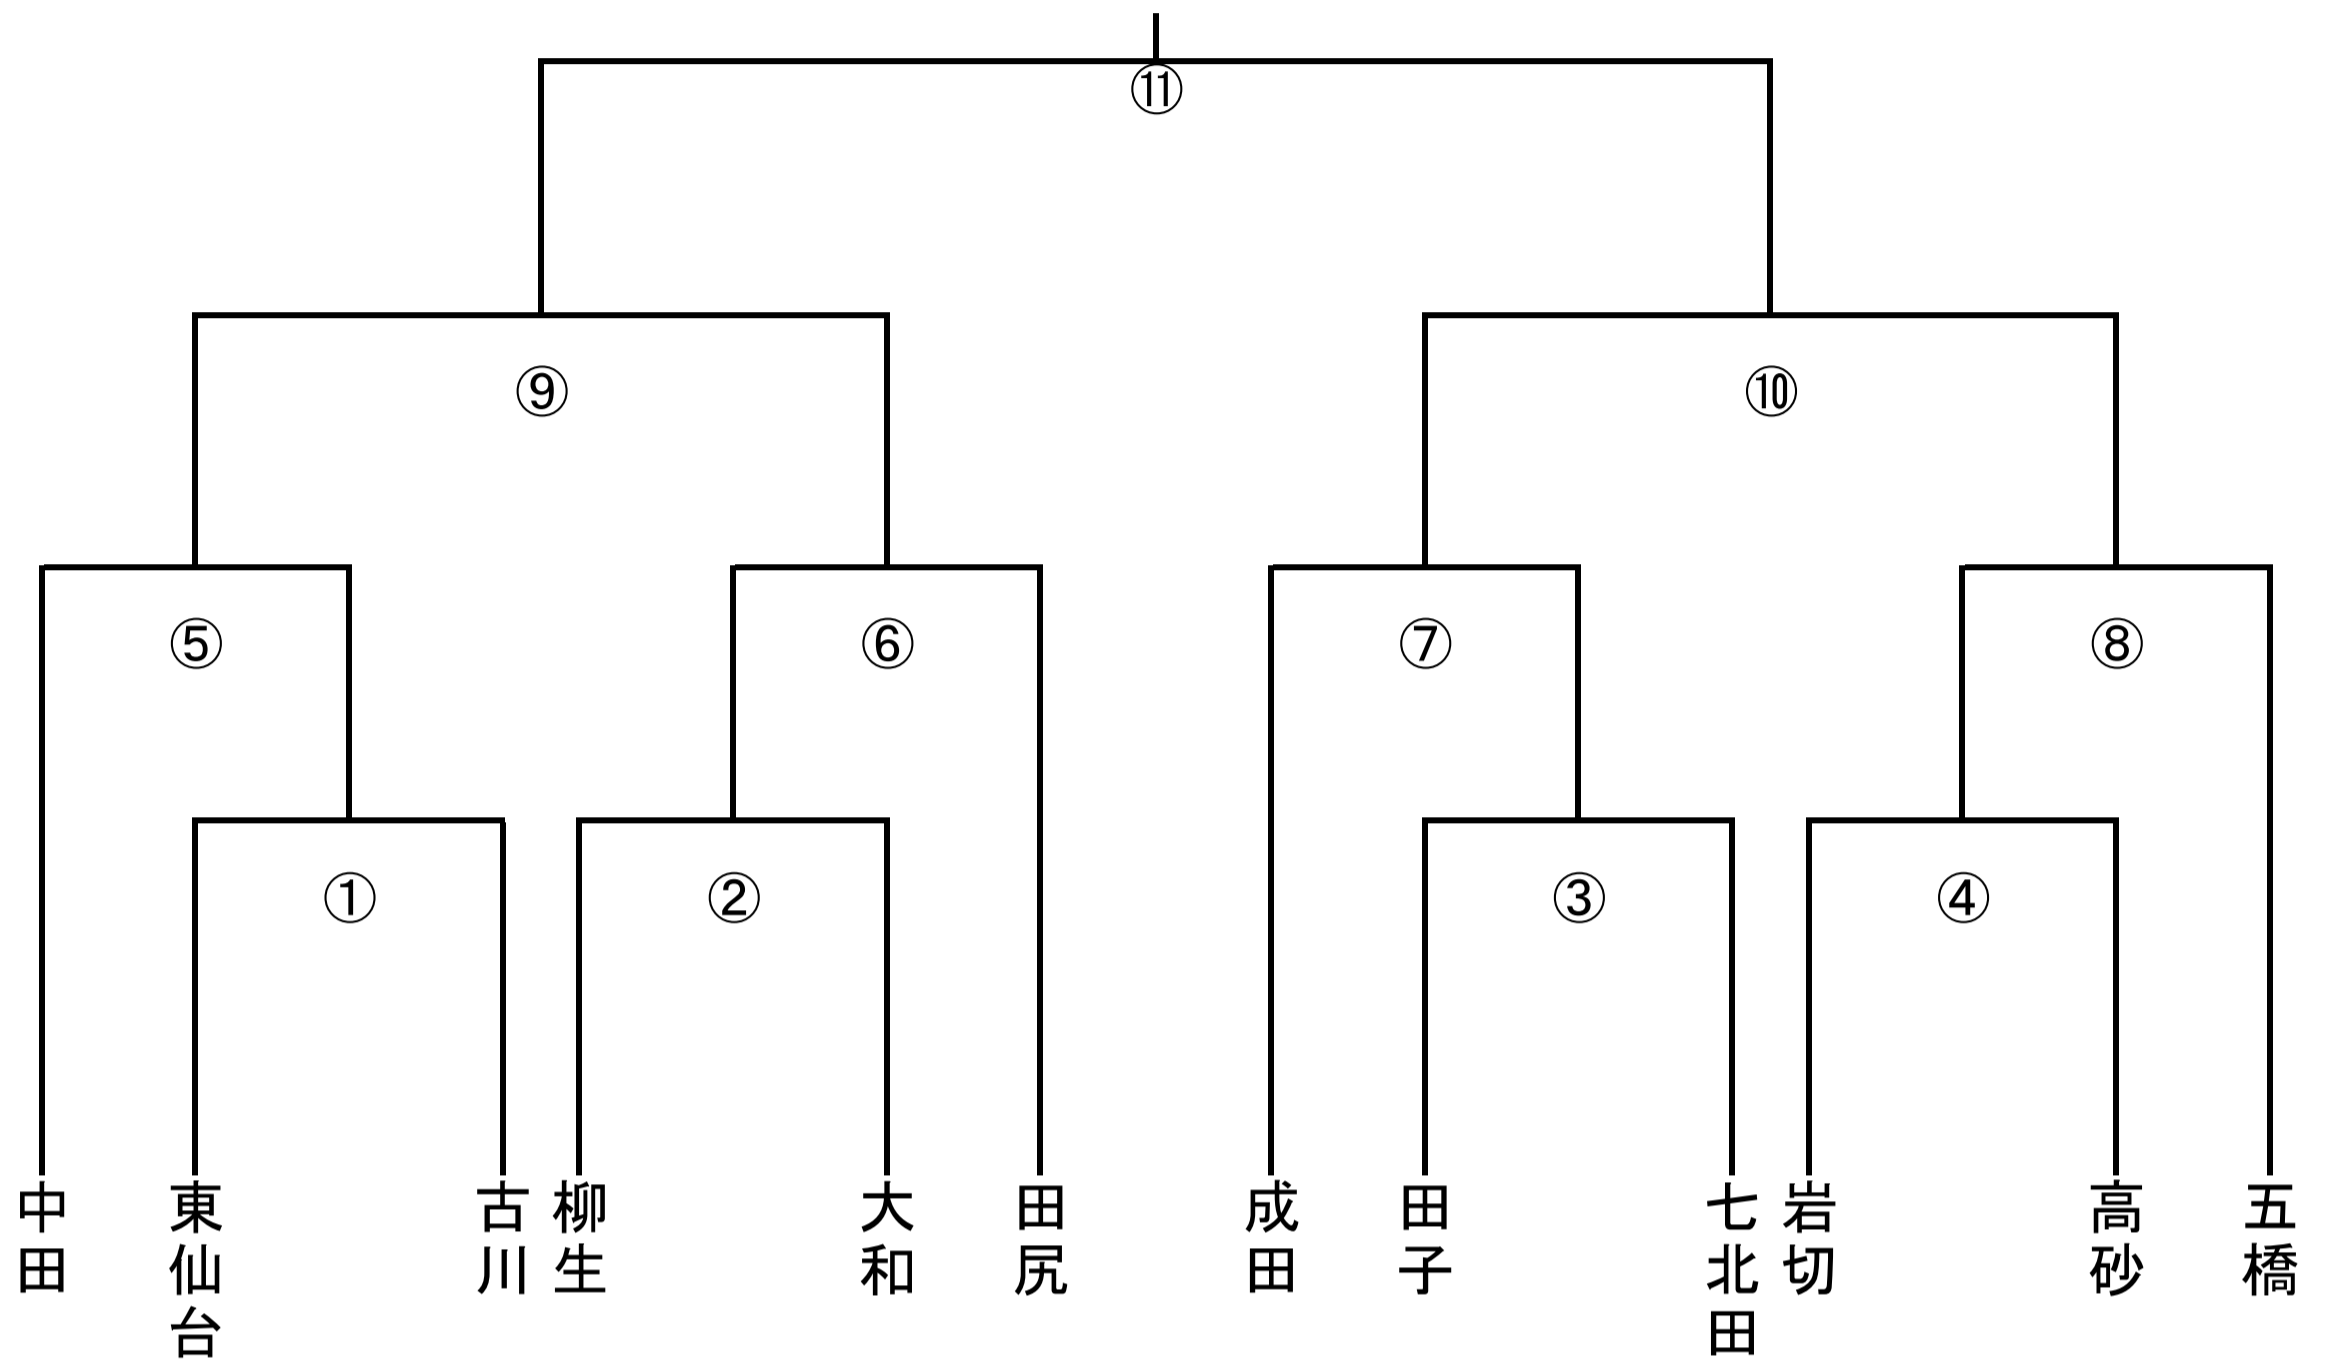 ⑪
⑨
⑩
⑤
⑥
⑦
⑧
①
②
③
④
中田
東仙台
古川
柳生
大和
田尻
成田
田子
七北田
岩切
高砂
五橋